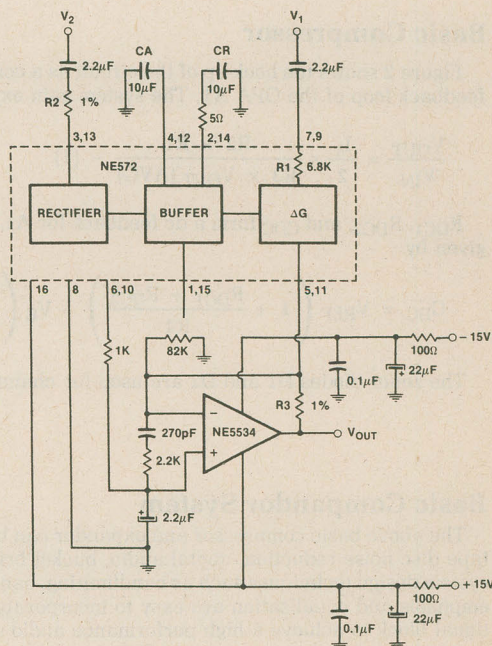 V2
V1
2.2μF
CA
10μF
CR
10μF
2.2μF
R2
1%
5Ω
3,13
4,12
2,14
7,9
NE572
R1
6.8K
RECTIFIER
BUFFER
ΔG
16
8
6,10
1,15
5,11
1K
82K
100Ω
- 15V
0.1μF
22μF
R3
1%
270pF
NE5534
VOUT
2.2K
2.2μF
+ 15V
100Ω
0.1μF
22μF